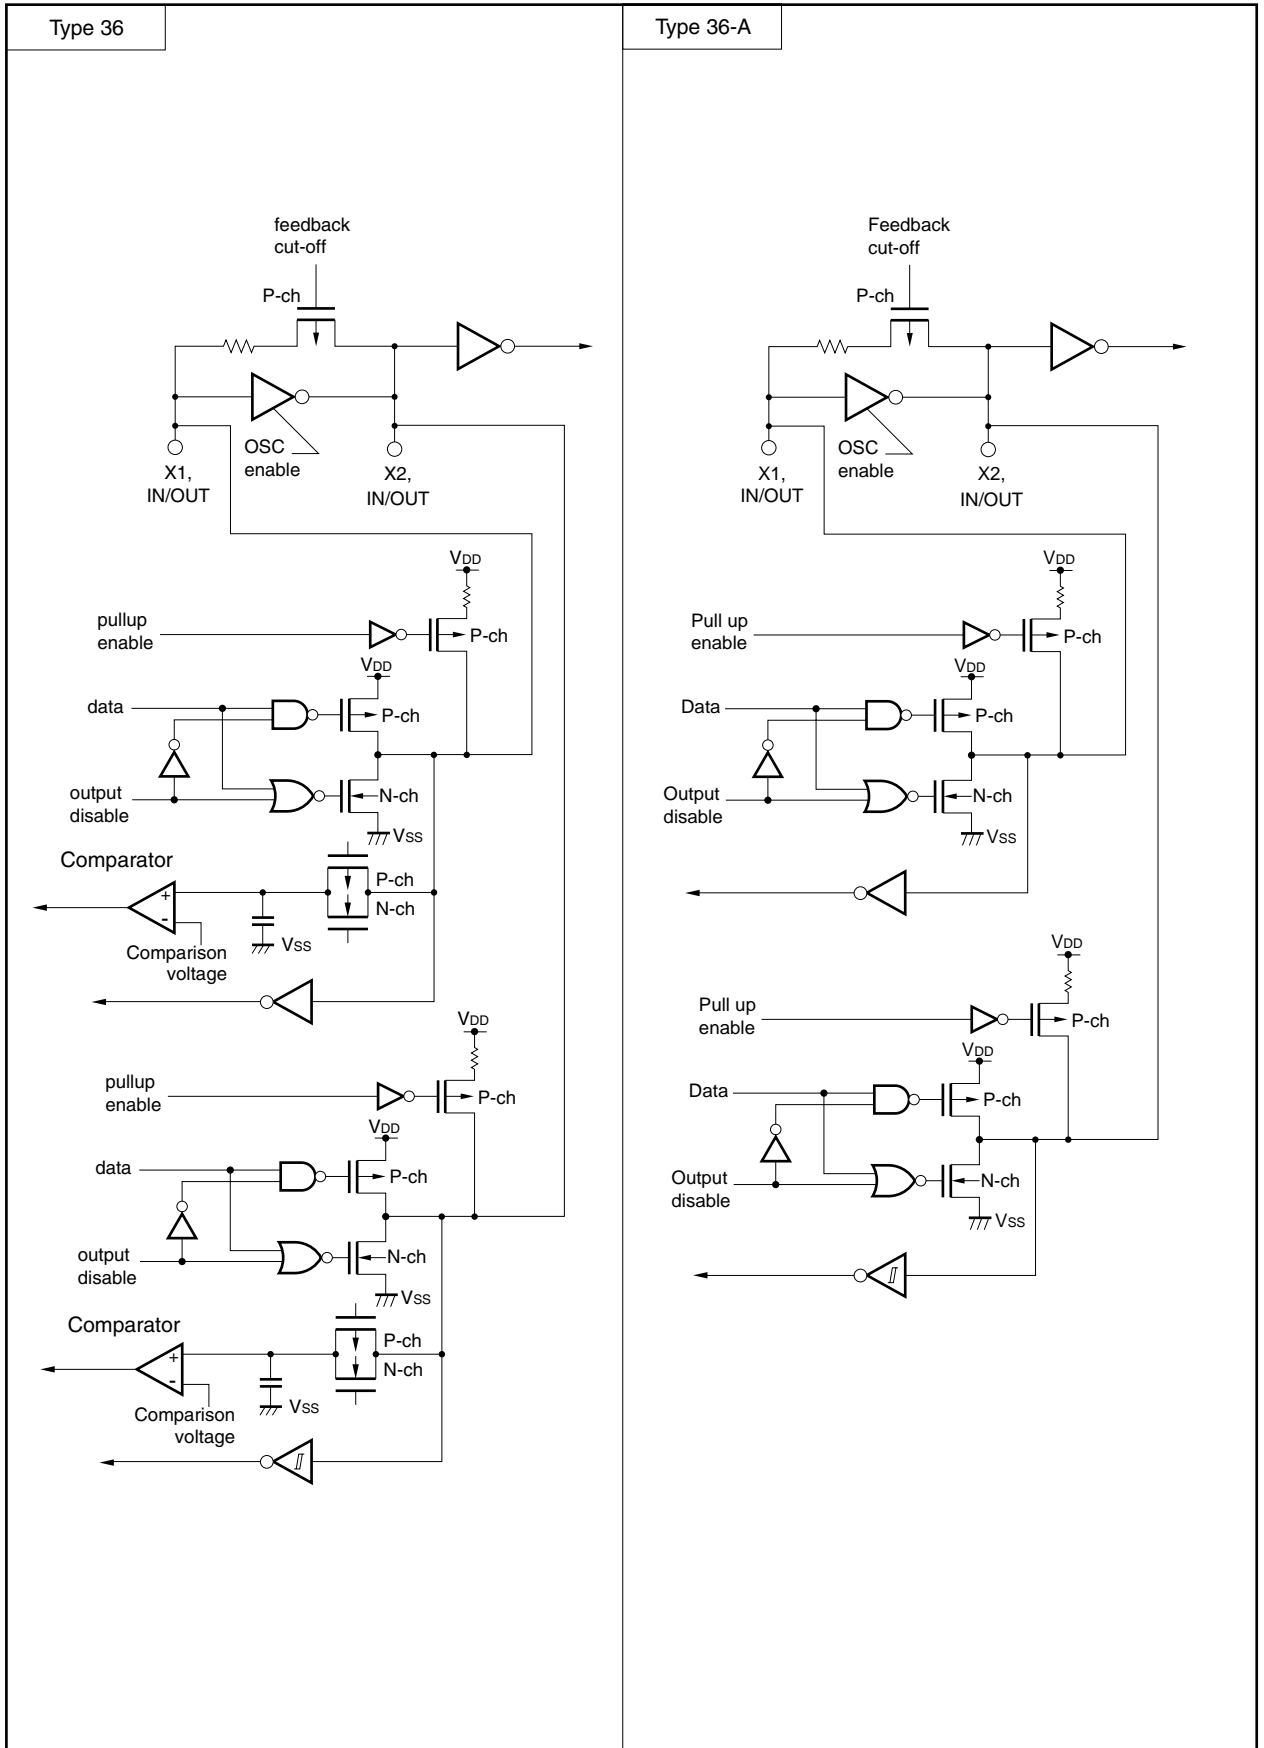 Type 36
feedback
cut-off
P-ch
OSC
enable
X1,
IN/OUT
X2,
IN/OUT
VDD
pullup
enable
P-ch
VDD
data
P-ch
output
disable
N-ch
VSS
Comparator
P-ch
N-ch
+
-
VSS
Comparison
voltage
VDD
pullup
enable
P-ch
VDD
data
P-ch
output
disable
N-ch
VSS
Comparator
P-ch
N-ch
+
-
VSS
Comparison
voltage
Type 36-A
Feedback
cut-off
P-ch
OSC
enable
X1,
IN/OUT
X2,
IN/OUT
VDD
Pull up
enable
P-ch
VDD
Data
P-ch
Output
disable
N-ch
VSS
VDD
Pull up
enable
P-ch
VDD
Data
P-ch
Output
disable
N-ch
VSS